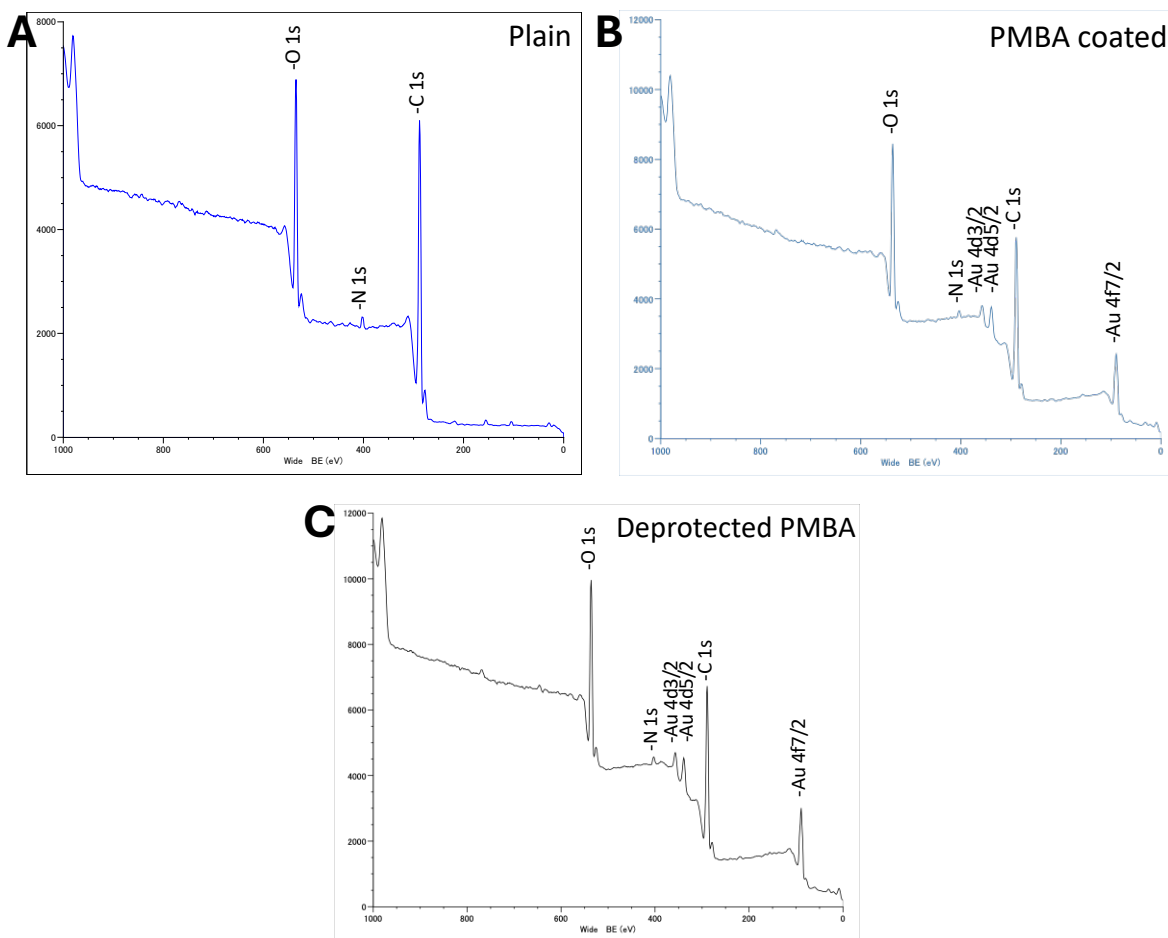 A
Plain
8000
6000
4000
2000
0
-O 1s
-N 1s
-C 1s
1000
800
600
400
200
0
Wide BE (eV)
B
PMBA coated
12000
10000
8000
6000
4000
2000
0
-O 1s
-N 1s
-Au 4d3/2
-Au 4d5/2
-C 1s
-Au 4f7/2
1000
800
600
400
200
0
Wide BE (eV)
C
Deprotected PMBA
12000
10000
8000
6000
4000
2000
0
-O 1s
-N 1s
-Au 4d3/2
-Au 4d5/2
-C 1s
-Au 4f7/2
1000
800
600
400
200
0
Wide BE (eV)